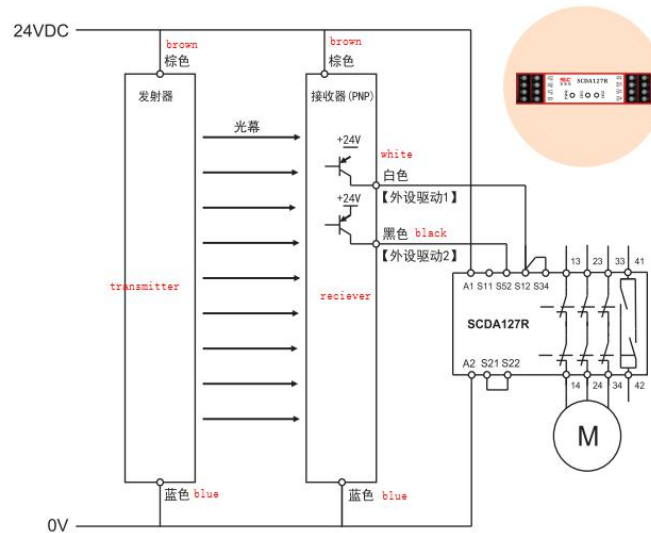 24VDC
brown
棕色
brown
棕色
发射器
接收器(PNP)
光幕
+24V
white
白色
【外设驱动1】
+24V
黑色 black
【外设驱动2】
transmitter
reciever
SCDA127R
13 23 33 41
A1 S11 S52 S12 S34
SCDA127R
A2 S21 S22
14 24 34 42
M
蓝色 blue
蓝色 blue
0V